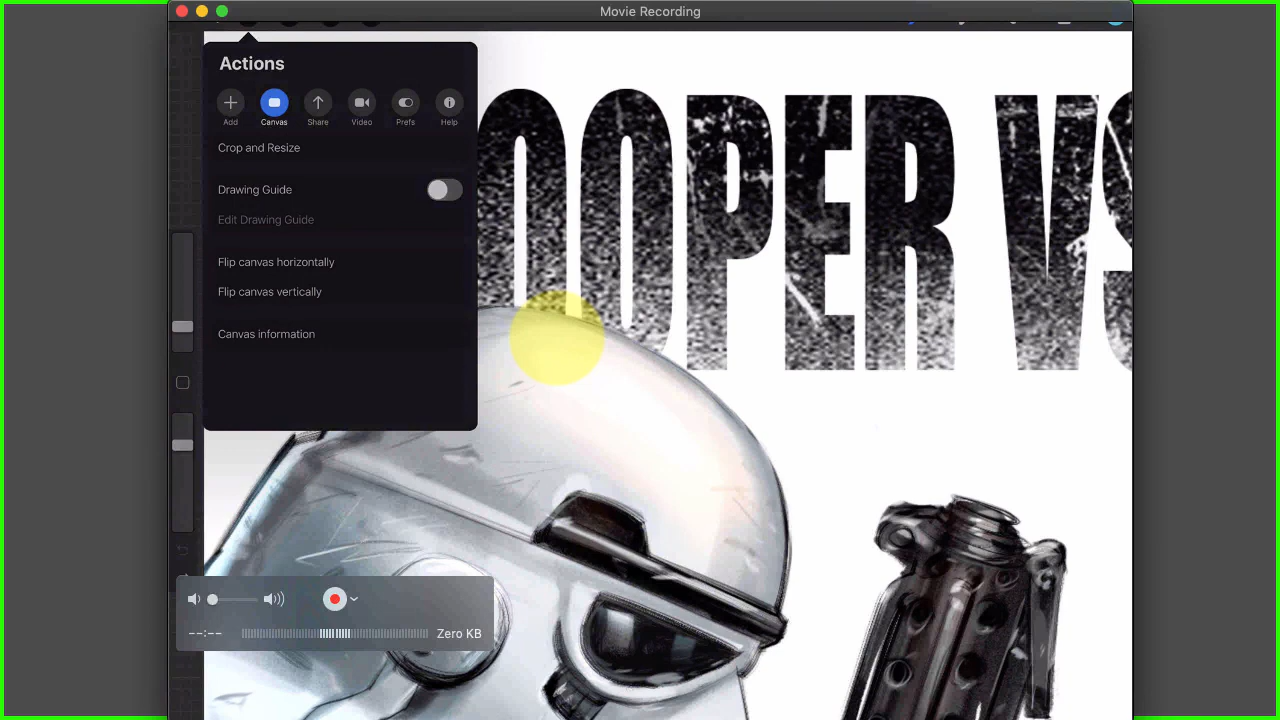 Movie Recording
Actions
Add
Canvas
Share
Video
Prefs
Help
Crop and Resize
Drawing Guide
Edit Drawing Guide
Flip canvas horizontally
Flip canvas vertically
Canvas information
OOPER VS
--:--
Zero KB